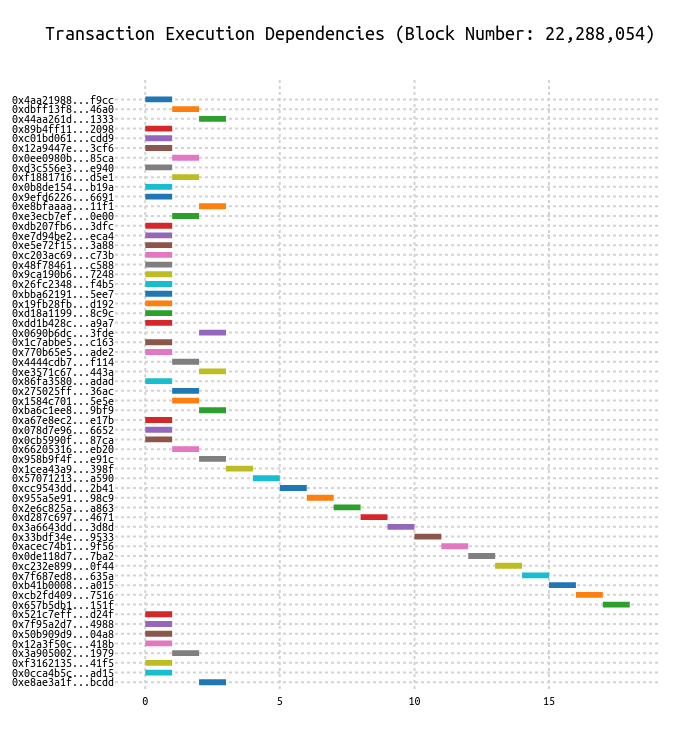 Transaction Execution Dependencies (Block Number: 22,288,054)
0x4aa21988...f9cc
0xdbff13f8...46a0
0x44aa261d...1333
0x89b4ff11...2098
0xc01bd061...cdd9
0x12a9447e...3cf6
0x0ee0980b...85ca
0xd3c556e3...e940
0xf1881716...d5e1
0x0b8de154...b19a
0x9efd6226...6691
0xe8bfaaaa...11f1
0xe3ecb7ef...0e00
0xdb207fb6...3dfc
0xe7d94be2...eca4
0xe5e72f15...3a88
0xc203ac69...c73b
0x48f78461...c588
0x9ca190b6...7248
0x26fc2348...f4b5
0xbba62191...5ee7
0x19fb28fb...d192
0xd18a1199...8c9c
0xdd1b428c...a9a7
0x0690b6dc...3fde
0x1c7abbe5...c163
0x770b65e5...ade2
0x4444cdb7...f114
0xe3571c67...443a
0x86fa3580...adad
0x275025ff...36ac
0x1584c701...5e5e
0xba6c1ee8...9bf9
0xa67e8ec2...e17b
0x078d7e96...6652
0x0cb5990f...87ca
0x66205316...eb20
0x958b9f4f...e91c
0x1cea43a9...398f
0x57071213...a590
0xcc9543dd...2b41
0x955a5e91...98c9
0x2e6c825a...a863
0xd287c697...4671
0x3a6643dd...3d8d
0x33bdf34e...9533
0xacec74b1...9f56
0x0de118d7...7ba2
0xc232e899...0f44
0x7f687ed8...635a
0xb41b0008...a015
0xcb2fd409...7516
0x657b5db1...151f
0x521c7eff...d24f
0x7f95a2d7...4988
0x50b909d9...04a8
0x12a3f50c...418b
0x3a905002...1979
0xf3162135...41f5
0x0cca4b5c...ad15
0xe8ae3a1f...bcdd
0 5 10 15